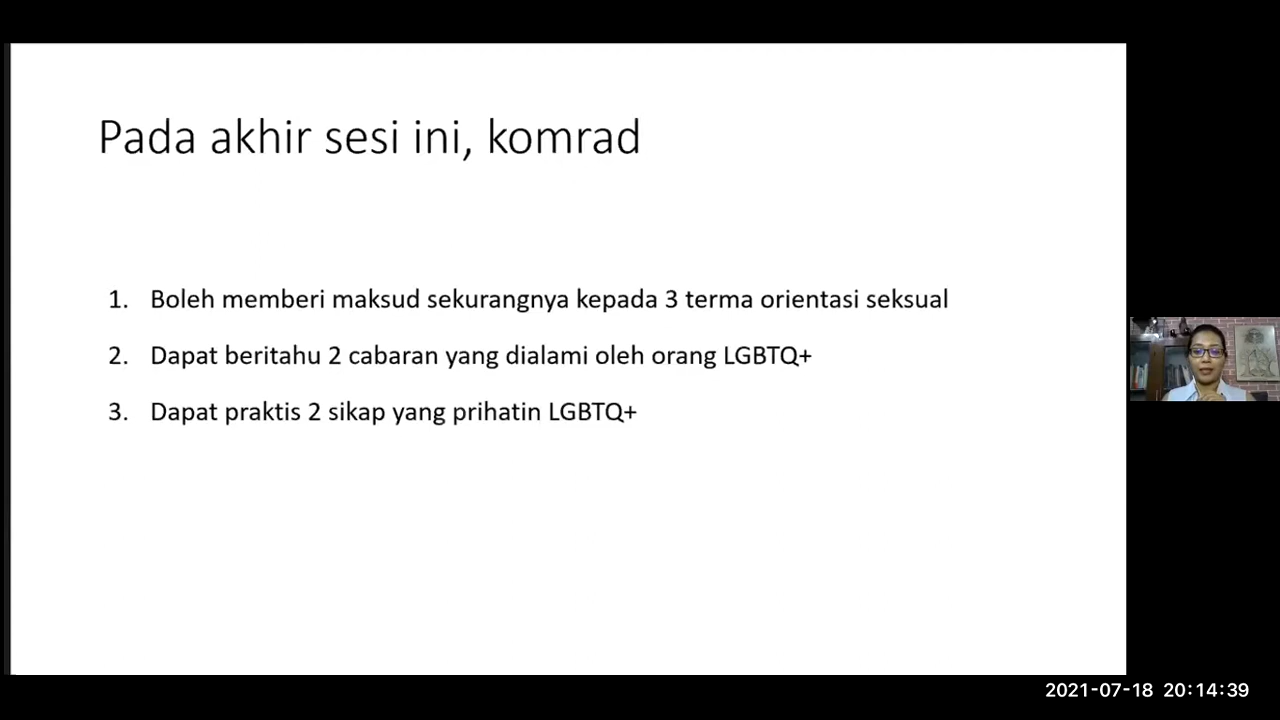 Pada akhir sesi ini, komrad
1. Boleh memberi maksud sekurangnya kepada 3 terma orientasi seksual
2. Dapat beritahu 2 cabaran yang dialami oleh orang LGBTQ+
3. Dapat praktis 2 sikap yang prihatin LGBTQ+
2021-07-18 20:14:39